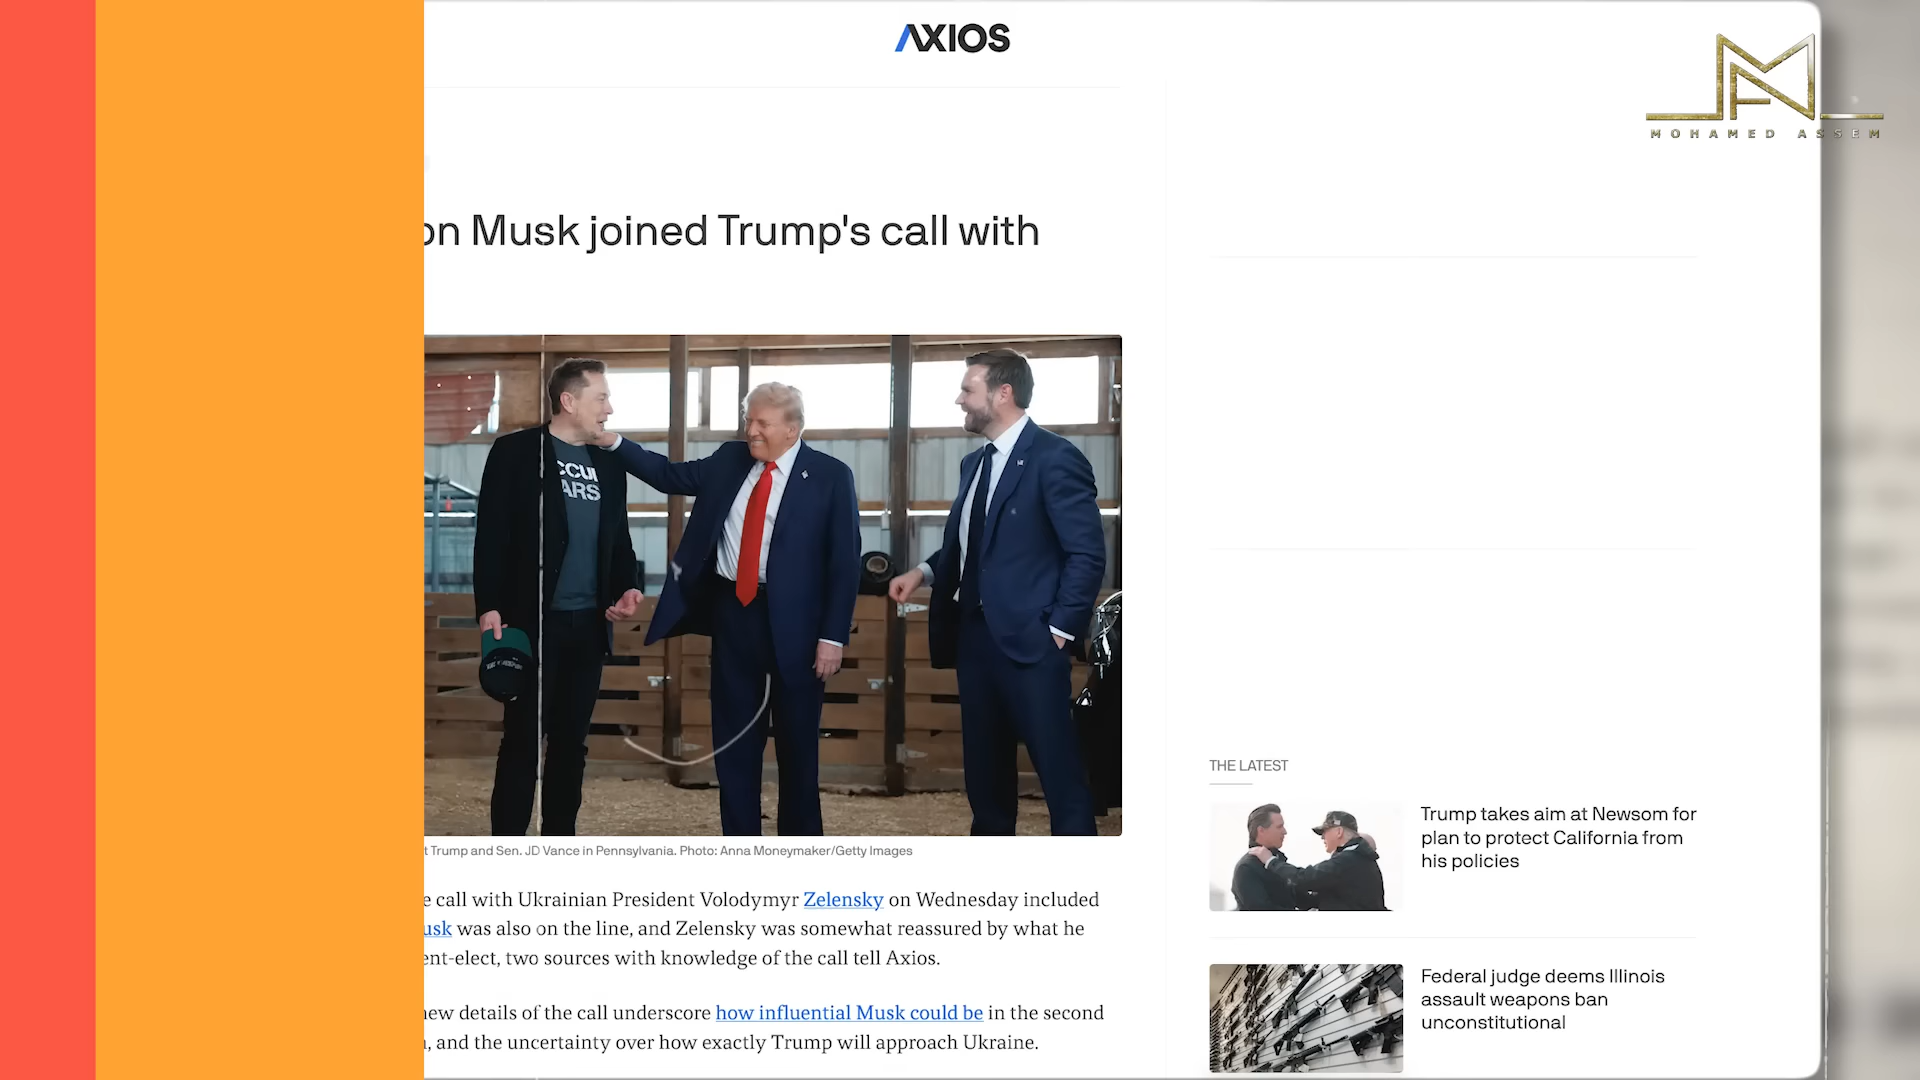 AXIOS
MOHAMED ASSEM
on Musk joined Trump's call with
CCU
ARS
t Trump and Sen. JD Vance in Pennsylvania. Photo: Anna Moneymaker/Getty Images
e call with Ukrainian President Volodymyr Zelensky on Wednesday included
usk was also on the line, and Zelensky was somewhat reassured by what he
ent-elect, two sources with knowledge of the call tell Axios.
new details of the call underscore how influential Musk could be in the second
, and the uncertainty over how exactly Trump will approach Ukraine.
THE LATEST
Trump takes aim at Newsom for
plan to protect California from
his policies
Federal judge deems Illinois
assault weapons ban
unconstitutional